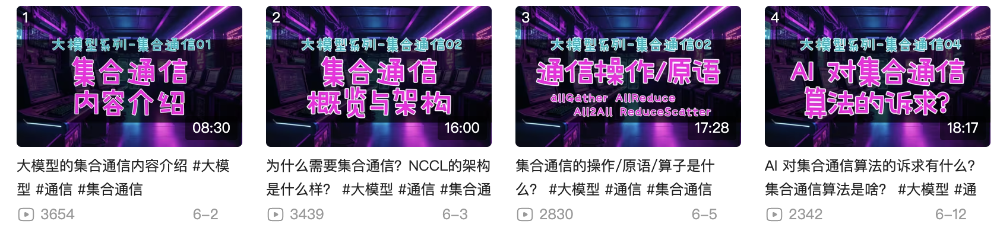 1
大模型系列-集合通信01
集合通信
内容介绍
08:30
大模型的集合通信内容介绍 #大模
型 #通信 #集合通信
3654
6-2
2
大模型系列-集合通信02
集合通信
概览与架构
16:00
为什么需要集合通信？NCCL的架构
是什么样？ #大模型 #通信 #集合通
3439
6-3
3
大模型系列-集合通信02
通信操作/原语
allGather AllReduce
All2All ReduceScatter
17:28
集合通信的操作/原语/算子是什
么？ #大模型 #通信 #集合通信
2830
6-5
4
大模型系列-集合通信04
AI 对集合通信
算法的诉求?
18:17
AI 对集合通信算法的诉求有什么？
集合通信算法是啥？ #大模型 #通
2342
6-12